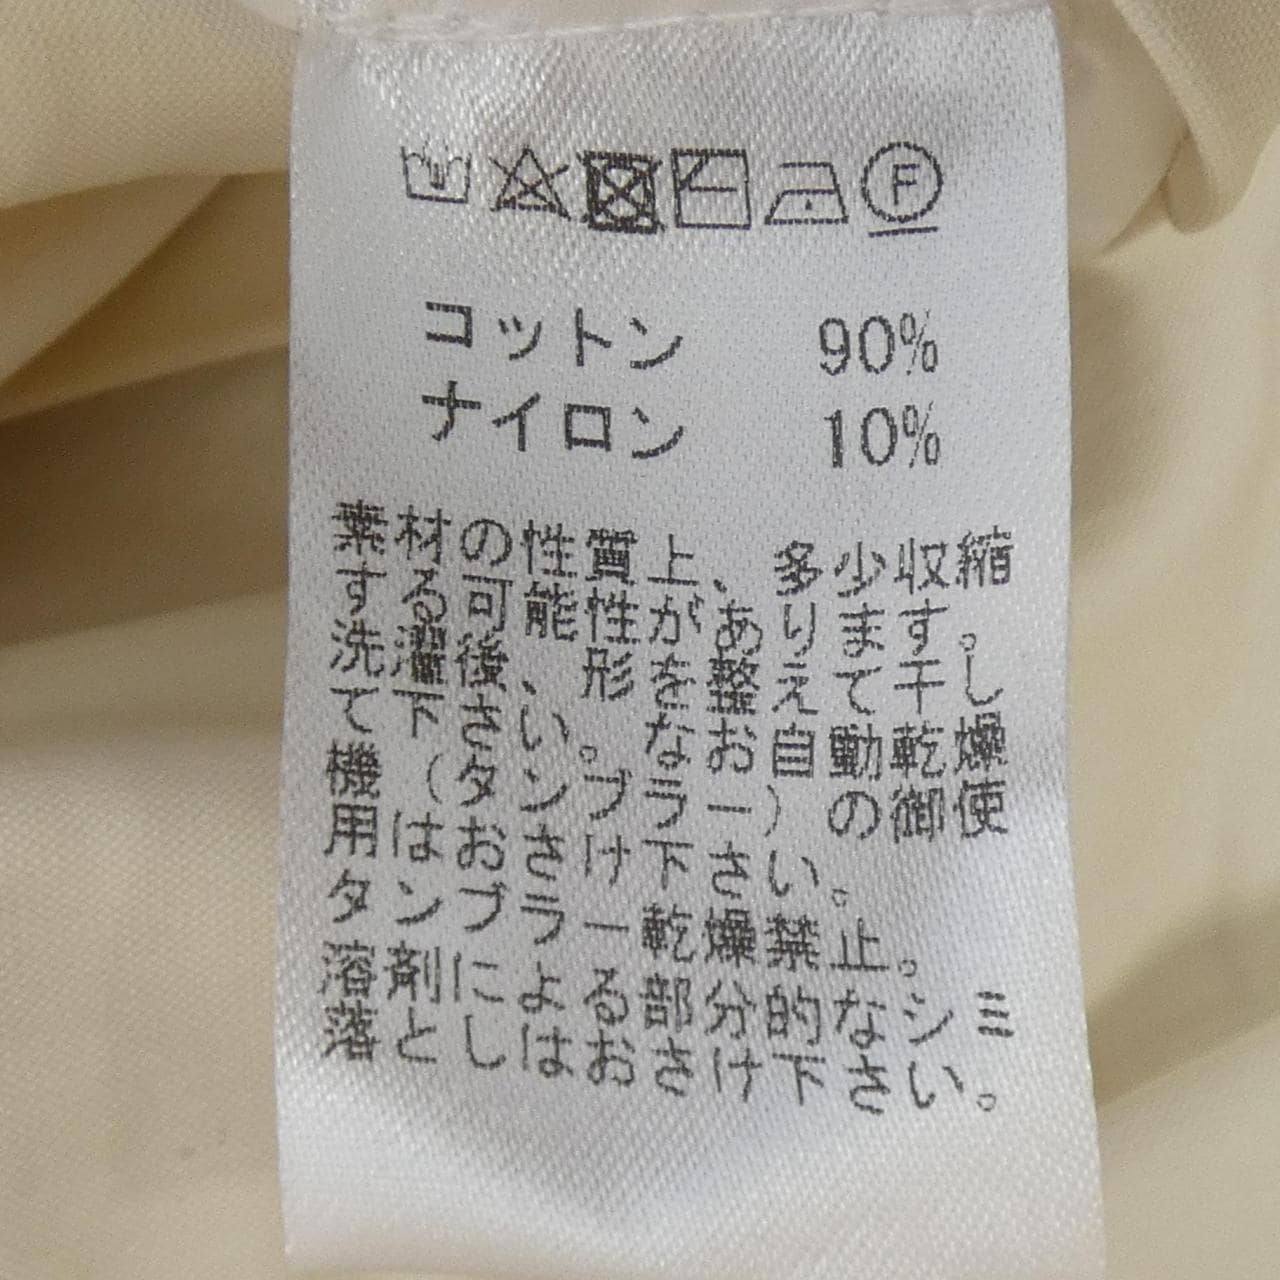 F
コットン 90%
ナイロン 10%
素材の性質上、多少収縮
する可能性があります。
洗濯後、形を整えて干し
て下さい。なお自動乾燥
機(タンブラー)の御使
用はおさけ下さい。
タンブラー乾燥禁止。
溶剤による部分的なシミ
落としはおさけ下さい。